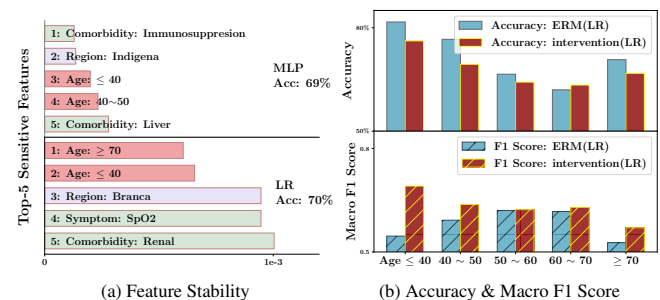 (a)
Top-5 Sensitive Features
1: Comorbidity: Immunosuppresion
2: Region: Indigena
3: Age: ≤ 40
4: Age: 40~50
5: Comorbidity: Liver
MLP
Acc: 69%
1: Age: ≥ 70
2: Age: ≤ 40
3: Region: Branca
4: Symptom: SpO2
5: Comorbidity: Renal
LR
Acc: 70%
0
1e-3
(a) Feature Stability
(b)
Accuracy
80%
50%
Accuracy: ERM(LR)
Accuracy: intervention(LR)
Macro F1 Score
0.8
0.5
F1 Score: ERM(LR)
F1 Score: intervention(LR)
Age ≤ 40 40 ~ 50 50 ~ 60 60 ~ 70 ≥ 70
(b) Accuracy & Macro F1 Score